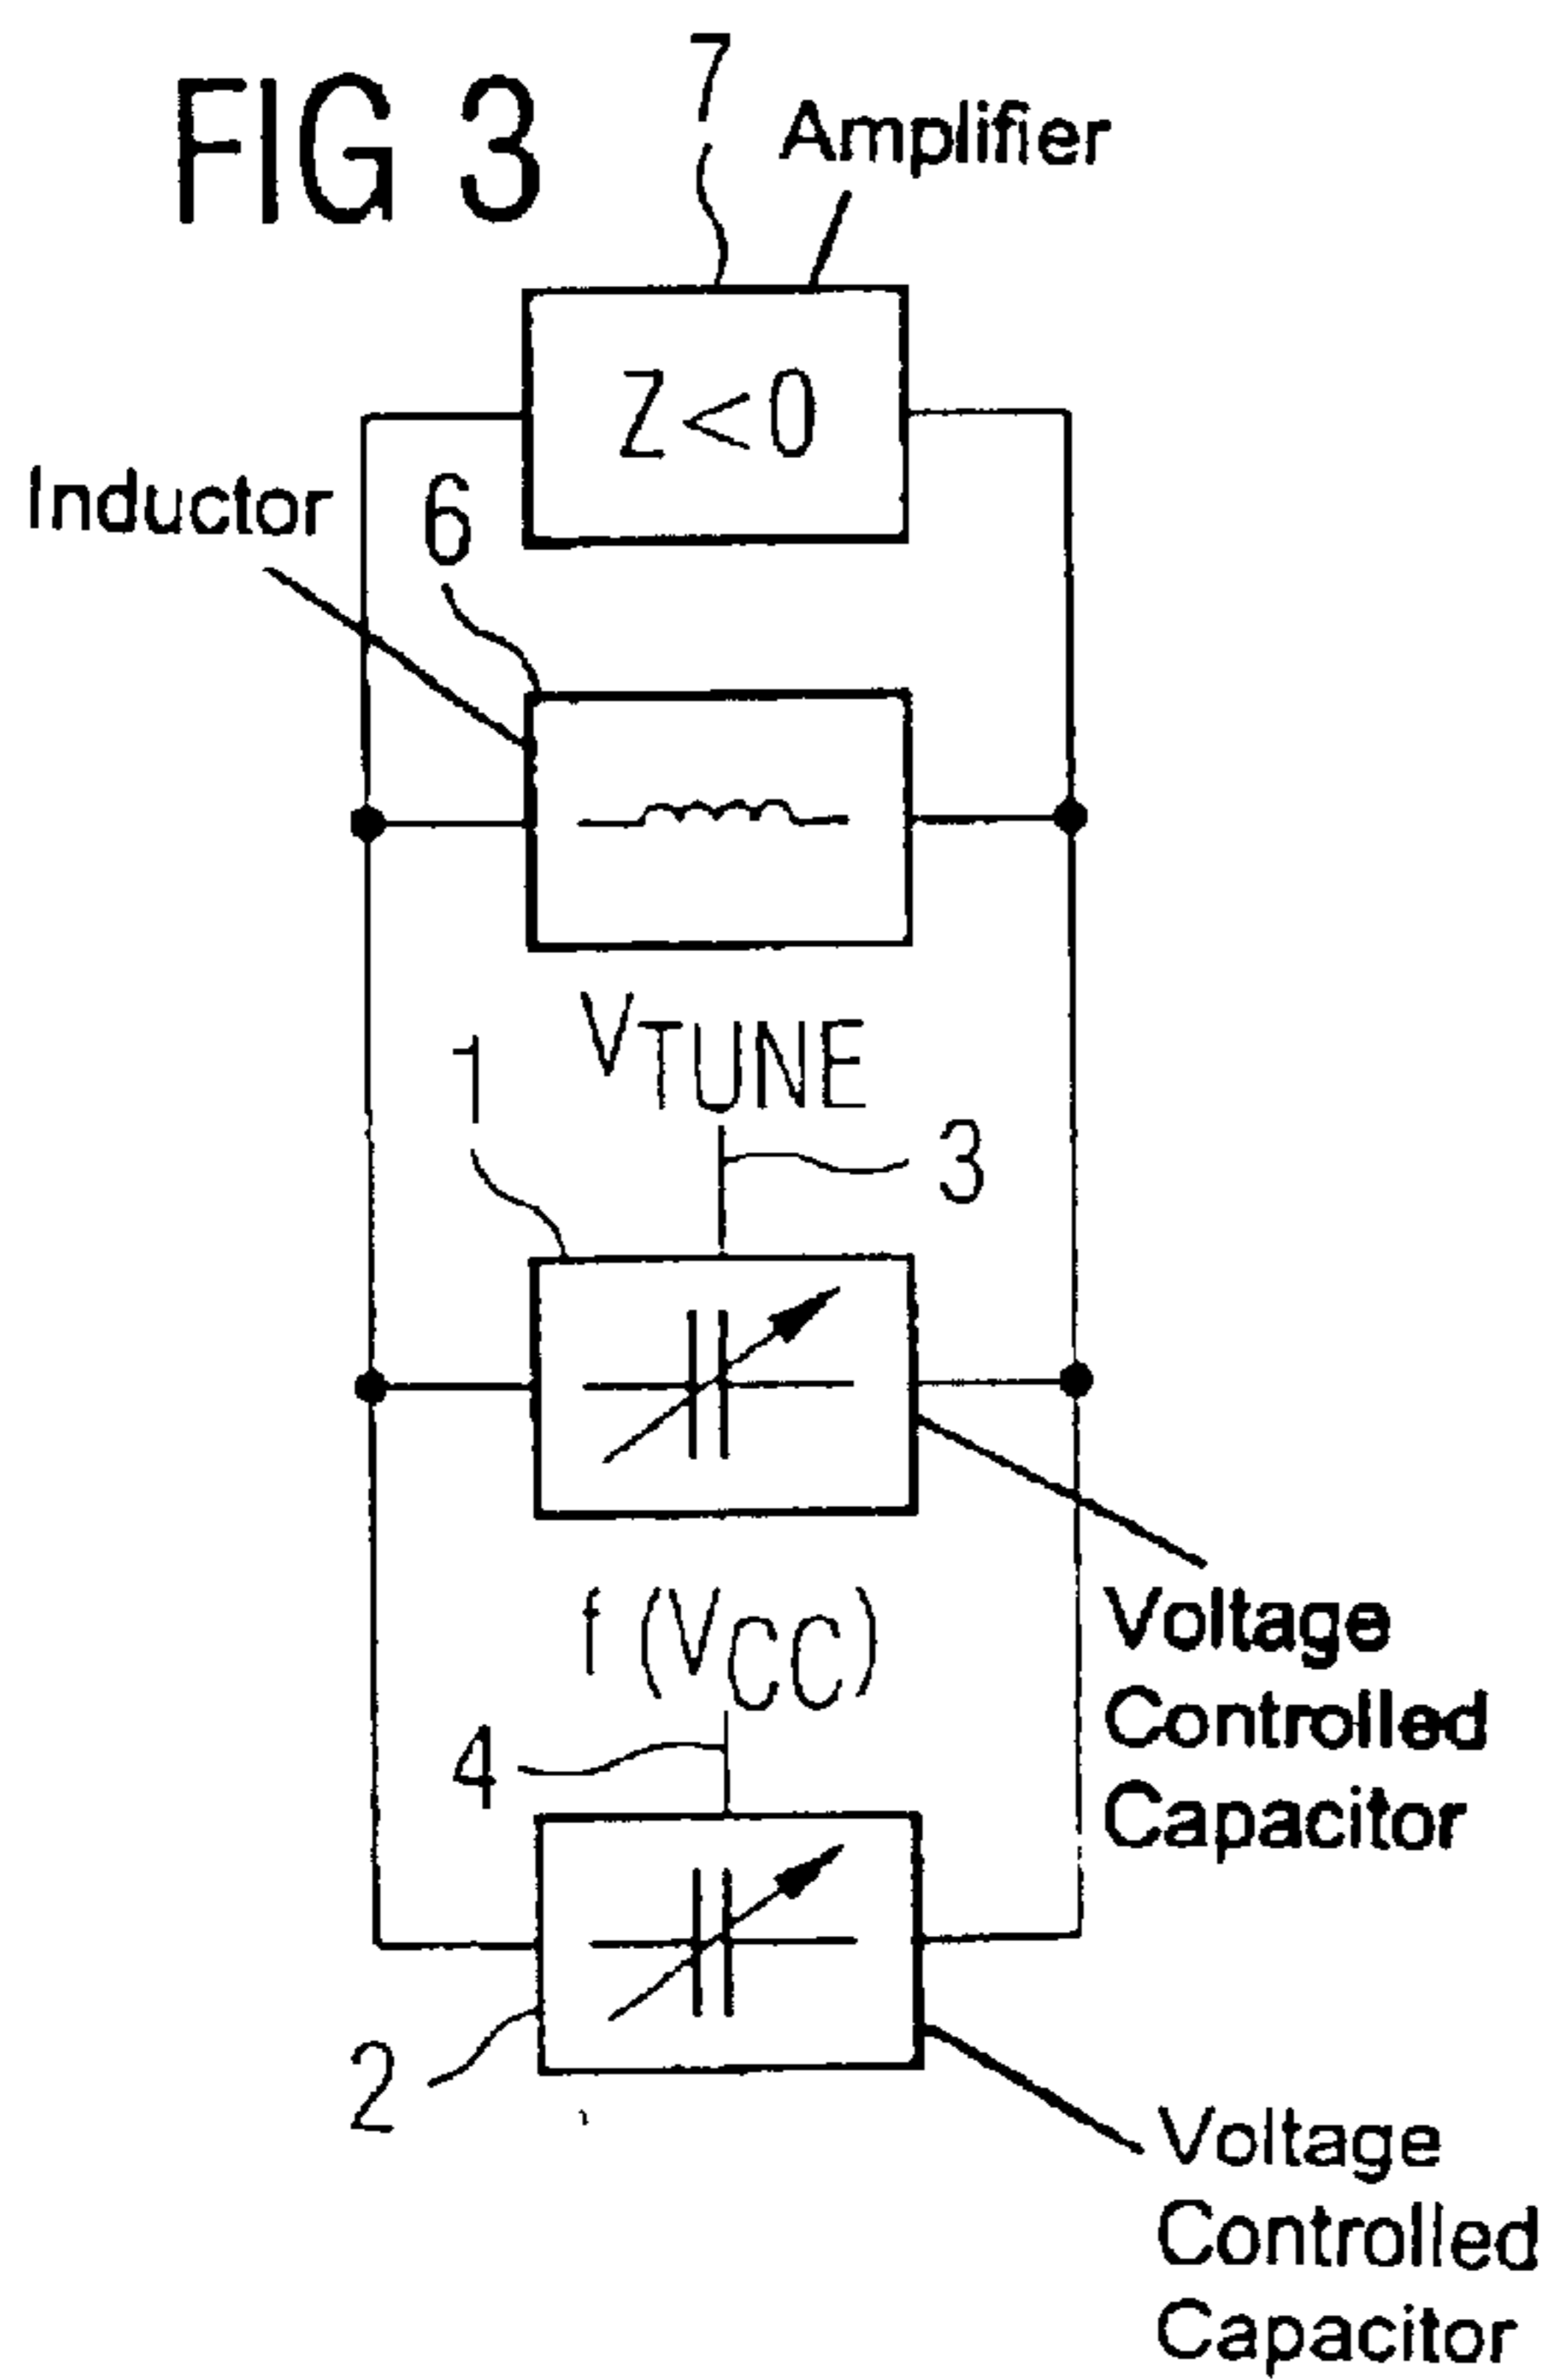 FIG 3
7
Amplifier
Z<0
Inductor
6
VTUNE
1
3
f (VCC)
Voltage
Controlled
Capacitor
4
2
Voltage
Controlled
Capacitor